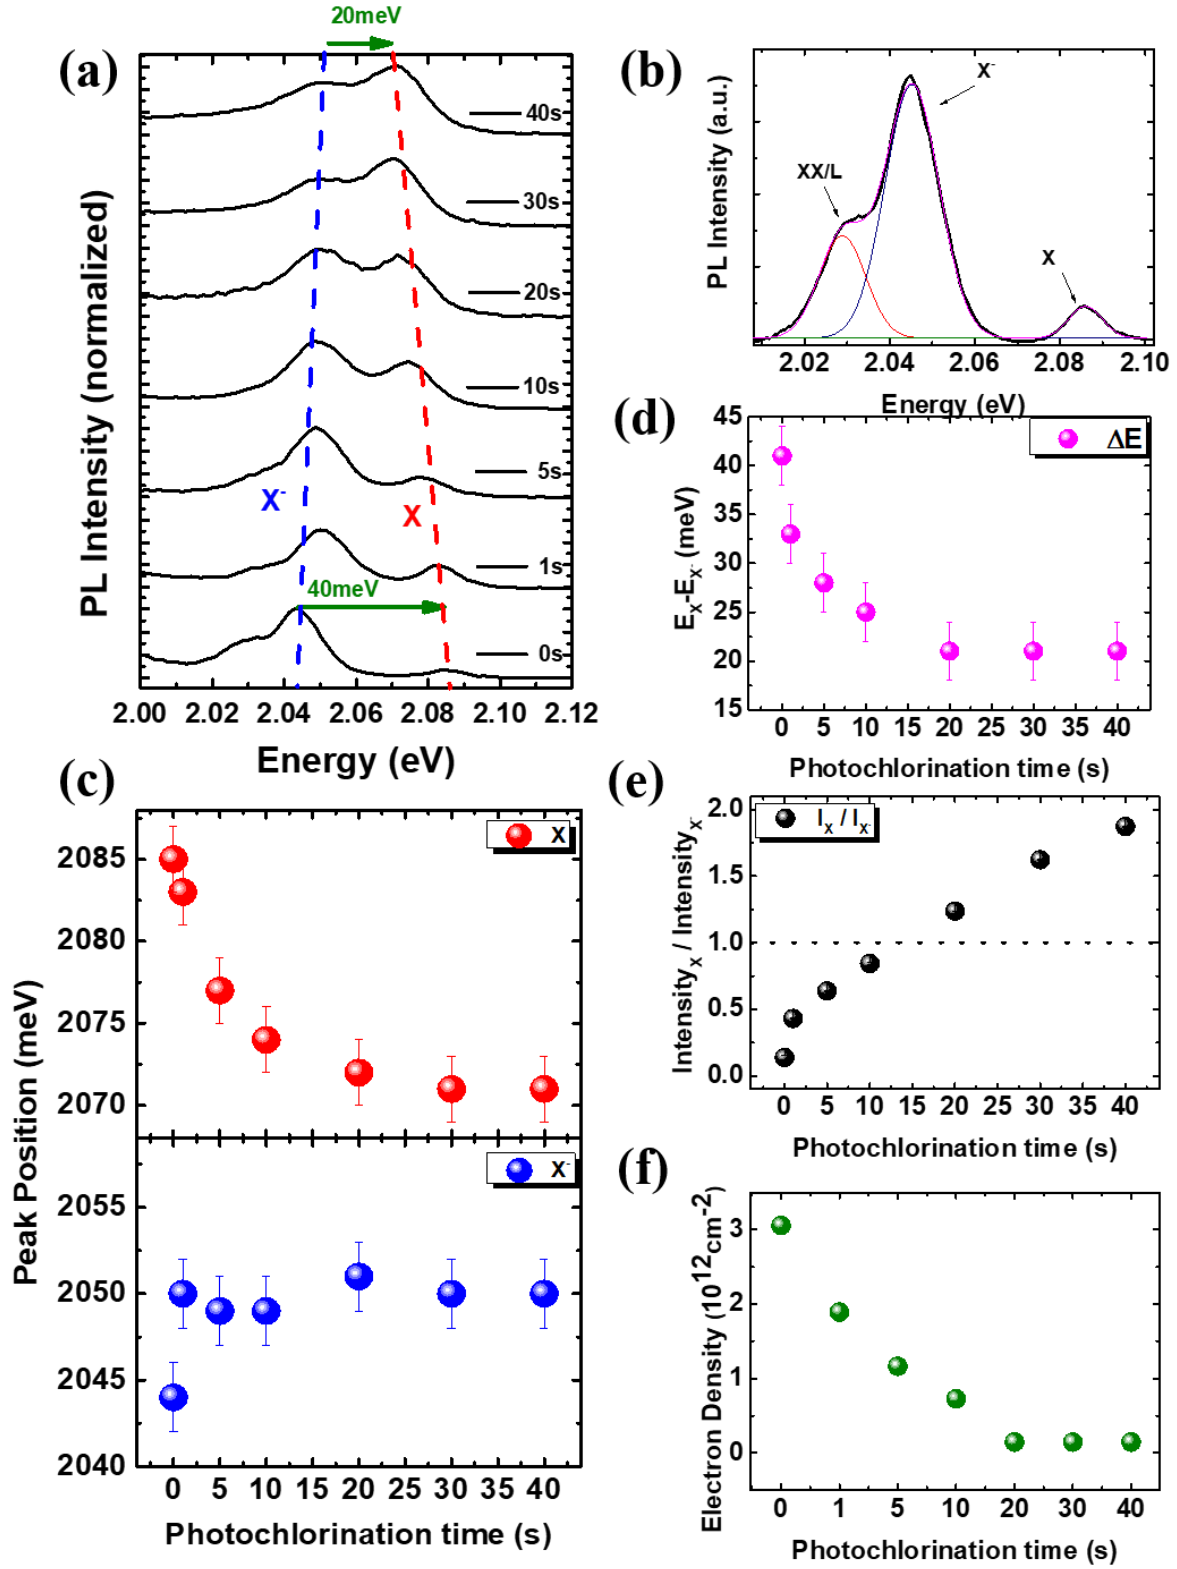 20meV
(a)
40s
30s
20s
10s
5s
X-
X
1s
40meV
0s
2.00 2.02 2.04 2.06 2.08 2.10 2.12
Energy (eV)
PL Intensity (normalized)
(b)
X-
XX/L
X
PL Intensity (a.u.)
2.02 2.04 2.06 2.08 2.10
Energy (eV)
(c)
X
2085
2080
2075
2070
X-
2055
2050
2045
2040
Peak Position (meV)
0 5 10 15 20 25 30 35 40
Photochlorination time (s)
(d)
ΔE
45
40
35
30
25
20
15
EX-EX- (meV)
0 5 10 15 20 25 30 35 40
Photochlorination time (s)
(e)
IX / IX-
2.0
1.5
1.0
0.5
0.0
IntensityX / IntensityX-
0 5 10 15 20 25 30 35 40
Photochlorination time (s)
(f)
3
2
1
0
Electron Density (10^12cm^-2)
0 1 5 10 20 30 40
Photochlorination time (s)